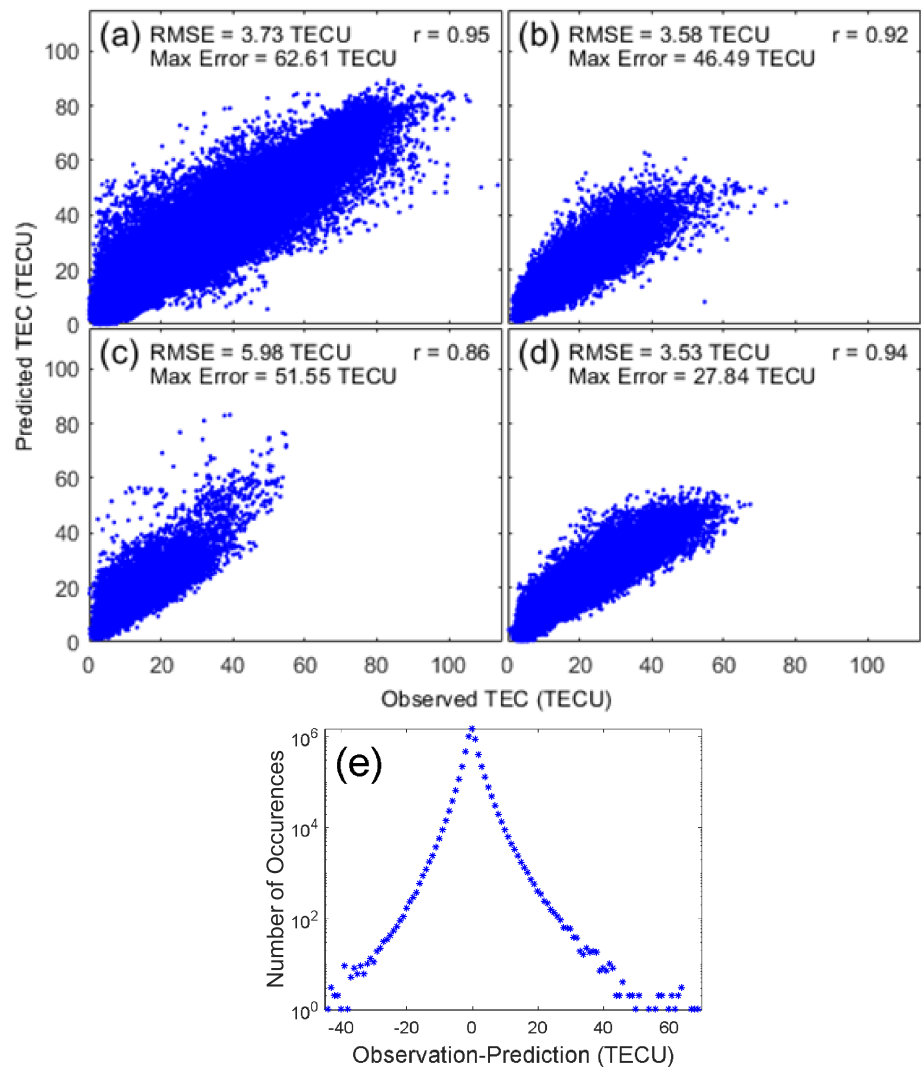 (a) RMSE = 3.73 TECU r = 0.95
Max Error = 62.61 TECU
(b) RMSE = 3.58 TECU r = 0.92
Max Error = 46.49 TECU
100
80
60
40
20
0
(c) RMSE = 5.98 TECU r = 0.86
Max Error = 51.55 TECU
(d) RMSE = 3.53 TECU r = 0.94
Max Error = 27.84 TECU
100
80
60
40
20
0
Predicted TEC (TECU)
0 20 40 60 80 100
0 20 40 60 80 100
Observed TEC (TECU)
(e)
10^6
10^4
10^2
10^0
Number of Occurences
-40 -20 0 20 40 60
Observation-Prediction (TECU)